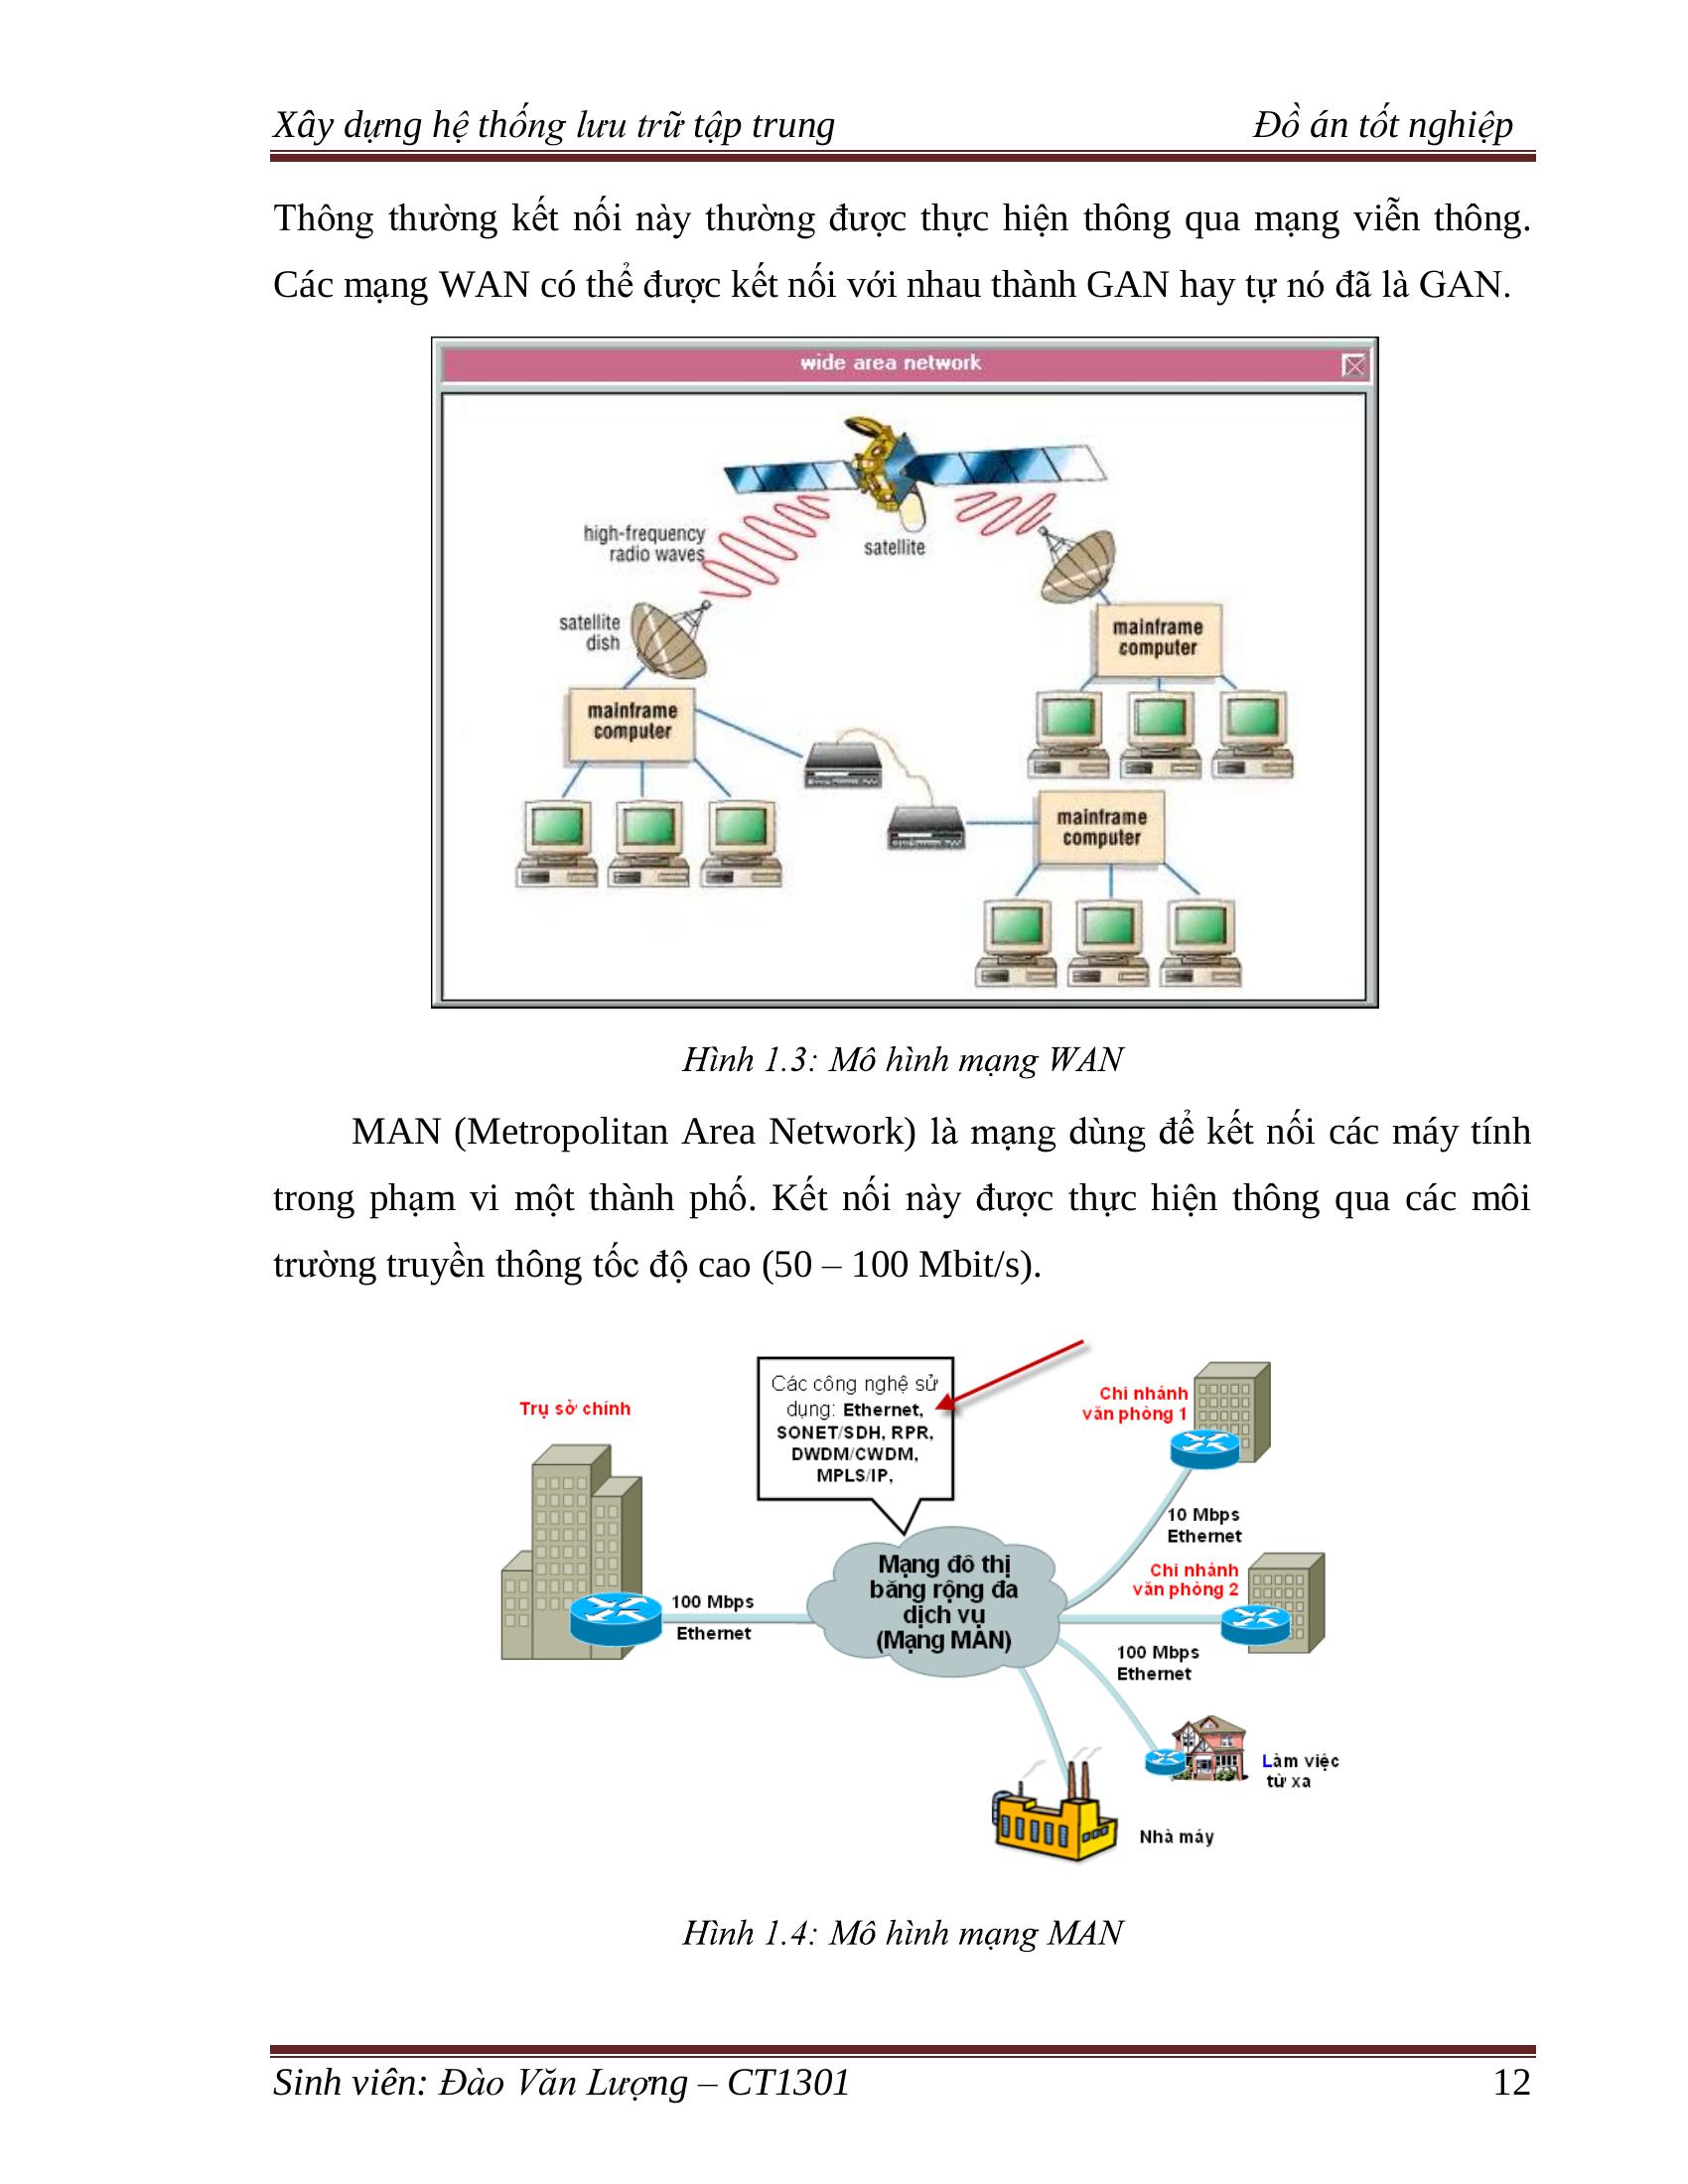 Xây dựng hệ thống lưu trữ tập trung Đồ án tốt nghiệp
Thông thường kết nối này thường được thực hiện thông qua mạng viễn thông.
Các mạng WAN có thể được kết nối với nhau thành GAN hay tự nó đã là GAN.
wide area network
high-frequency
radio waves
satellite
satellite
dish
mainframe
computer
mainframe
computer
mainframe
computer
Hình 1.3: Mô hình mạng WAN
MAN (Metropolitan Area Network) là mạng dùng để kết nối các máy tính
trong phạm vi một thành phố. Kết nối này được thực hiện thông qua các môi
trường truyền thông tốc độ cao (50 – 100 Mbit/s).
Trụ sở chính
Các công nghệ sử
dụng: Ethernet,
SONET/SDH, RPR,
DWDM/CWDM,
MPLS/IP,
Chi nhánh
văn phòng 1
10 Mbps
Ethernet
Chi nhánh
văn phòng 2
100 Mbps
Ethernet
Mạng đô thị
băng rộng đa
dịch vụ
(Mạng MAN)
100 Mbps
Ethernet
Làm việc
từ xa
Nhà máy
Hình 1.4: Mô hình mạng MAN
Sinh viên: Đào Văn Lượng – CT1301 12